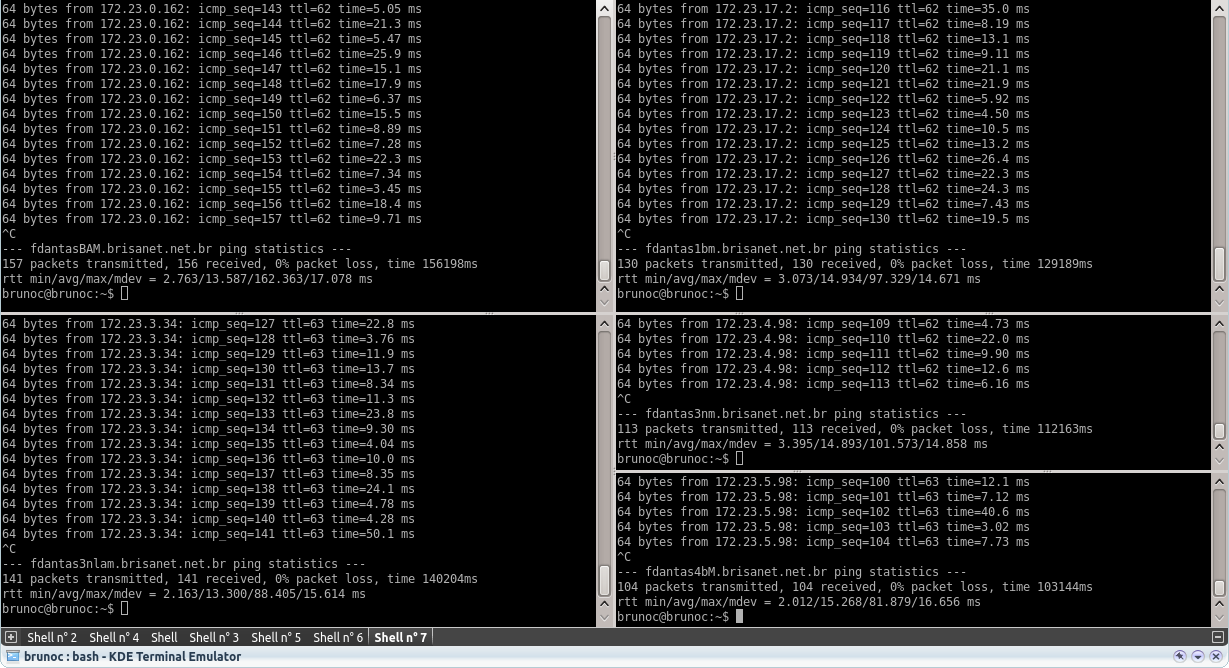 64 bytes from 172.23.0.162: icmp_seq=143 ttl=62 time=5.05 ms
64 bytes from 172.23.0.162: icmp_seq=144 ttl=62 time=21.3 ms
64 bytes from 172.23.0.162: icmp_seq=145 ttl=62 time=5.47 ms
64 bytes from 172.23.0.162: icmp_seq=146 ttl=62 time=25.9 ms
64 bytes from 172.23.0.162: icmp_seq=147 ttl=62 time=15.1 ms
64 bytes from 172.23.0.162: icmp_seq=148 ttl=62 time=17.9 ms
64 bytes from 172.23.0.162: icmp_seq=149 ttl=62 time=6.37 ms
64 bytes from 172.23.0.162: icmp_seq=150 ttl=62 time=15.5 ms
64 bytes from 172.23.0.162: icmp_seq=151 ttl=62 time=8.89 ms
64 bytes from 172.23.0.162: icmp_seq=152 ttl=62 time=7.28 ms
64 bytes from 172.23.0.162: icmp_seq=153 ttl=62 time=22.3 ms
64 bytes from 172.23.0.162: icmp_seq=154 ttl=62 time=7.34 ms
64 bytes from 172.23.0.162: icmp_seq=155 ttl=62 time=3.45 ms
64 bytes from 172.23.0.162: icmp_seq=156 ttl=62 time=18.4 ms
64 bytes from 172.23.0.162: icmp_seq=157 ttl=62 time=9.71 ms
^C
--- fdantasBAM.brisanet.net.br ping statistics ---
157 packets transmitted, 156 received, 0% packet loss, time 156198ms
rtt min/avg/max/mdev = 2.763/13.587/162.363/17.078 ms
brunoc@brunoc:~$
64 bytes from 172.23.17.2: icmp_seq=116 ttl=62 time=35.0 ms
64 bytes from 172.23.17.2: icmp_seq=117 ttl=62 time=8.19 ms
64 bytes from 172.23.17.2: icmp_seq=118 ttl=62 time=13.1 ms
64 bytes from 172.23.17.2: icmp_seq=119 ttl=62 time=9.11 ms
64 bytes from 172.23.17.2: icmp_seq=120 ttl=62 time=21.1 ms
64 bytes from 172.23.17.2: icmp_seq=121 ttl=62 time=21.9 ms
64 bytes from 172.23.17.2: icmp_seq=122 ttl=62 time=5.92 ms
64 bytes from 172.23.17.2: icmp_seq=123 ttl=62 time=4.50 ms
64 bytes from 172.23.17.2: icmp_seq=124 ttl=62 time=10.5 ms
64 bytes from 172.23.17.2: icmp_seq=125 ttl=62 time=13.2 ms
64 bytes from 172.23.17.2: icmp_seq=126 ttl=62 time=26.4 ms
64 bytes from 172.23.17.2: icmp_seq=127 ttl=62 time=22.3 ms
64 bytes from 172.23.17.2: icmp_seq=128 ttl=62 time=24.3 ms
64 bytes from 172.23.17.2: icmp_seq=129 ttl=62 time=7.43 ms
64 bytes from 172.23.17.2: icmp_seq=130 ttl=62 time=19.5 ms
^C
--- fdantas1bm.brisanet.net.br ping statistics ---
130 packets transmitted, 130 received, 0% packet loss, time 129189ms
rtt min/avg/max/mdev = 3.073/14.934/97.329/14.671 ms
brunoc@brunoc:~$
64 bytes from 172.23.3.34: icmp_seq=127 ttl=63 time=22.8 ms
64 bytes from 172.23.3.34: icmp_seq=128 ttl=63 time=3.76 ms
64 bytes from 172.23.3.34: icmp_seq=129 ttl=63 time=11.9 ms
64 bytes from 172.23.3.34: icmp_seq=130 ttl=63 time=13.7 ms
64 bytes from 172.23.3.34: icmp_seq=131 ttl=63 time=8.34 ms
64 bytes from 172.23.3.34: icmp_seq=132 ttl=63 time=11.3 ms
64 bytes from 172.23.3.34: icmp_seq=133 ttl=63 time=23.8 ms
64 bytes from 172.23.3.34: icmp_seq=134 ttl=63 time=9.30 ms
64 bytes from 172.23.3.34: icmp_seq=135 ttl=63 time=4.04 ms
64 bytes from 172.23.3.34: icmp_seq=136 ttl=63 time=10.0 ms
64 bytes from 172.23.3.34: icmp_seq=137 ttl=63 time=8.35 ms
64 bytes from 172.23.3.34: icmp_seq=138 ttl=63 time=24.1 ms
64 bytes from 172.23.3.34: icmp_seq=139 ttl=63 time=4.78 ms
64 bytes from 172.23.3.34: icmp_seq=140 ttl=63 time=4.28 ms
64 bytes from 172.23.3.34: icmp_seq=141 ttl=63 time=50.1 ms
^C
--- fdantas3nlam.brisanet.net.br ping statistics ---
141 packets transmitted, 141 received, 0% packet loss, time 140204ms
rtt min/avg/max/mdev = 2.163/13.300/88.405/15.614 ms
brunoc@brunoc:~$
64 bytes from 172.23.4.98: icmp_seq=109 ttl=62 time=4.73 ms
64 bytes from 172.23.4.98: icmp_seq=110 ttl=62 time=22.0 ms
64 bytes from 172.23.4.98: icmp_seq=111 ttl=62 time=9.90 ms
64 bytes from 172.23.4.98: icmp_seq=112 ttl=62 time=12.6 ms
64 bytes from 172.23.4.98: icmp_seq=113 ttl=62 time=6.16 ms
^C
--- fdantas3nm.brisanet.net.br ping statistics ---
113 packets transmitted, 113 received, 0% packet loss, time 112163ms
rtt min/avg/max/mdev = 3.395/14.893/101.573/14.858 ms
brunoc@brunoc:~$
64 bytes from 172.23.5.98: icmp_seq=100 ttl=63 time=12.1 ms
64 bytes from 172.23.5.98: icmp_seq=101 ttl=63 time=7.12 ms
64 bytes from 172.23.5.98: icmp_seq=102 ttl=63 time=40.6 ms
64 bytes from 172.23.5.98: icmp_seq=103 ttl=63 time=3.02 ms
64 bytes from 172.23.5.98: icmp_seq=104 ttl=63 time=7.73 ms
^C
--- fdantas4bM.brisanet.net.br ping statistics ---
104 packets transmitted, 104 received, 0% packet loss, time 103144ms
rtt min/avg/max/mdev = 2.012/15.268/81.879/16.656 ms
brunoc@brunoc:~$
Shell n° 2 Shell n° 4 Shell Shell n° 3 Shell n° 5 Shell n° 6 Shell n° 7
brunoc : bash - KDE Terminal Emulator